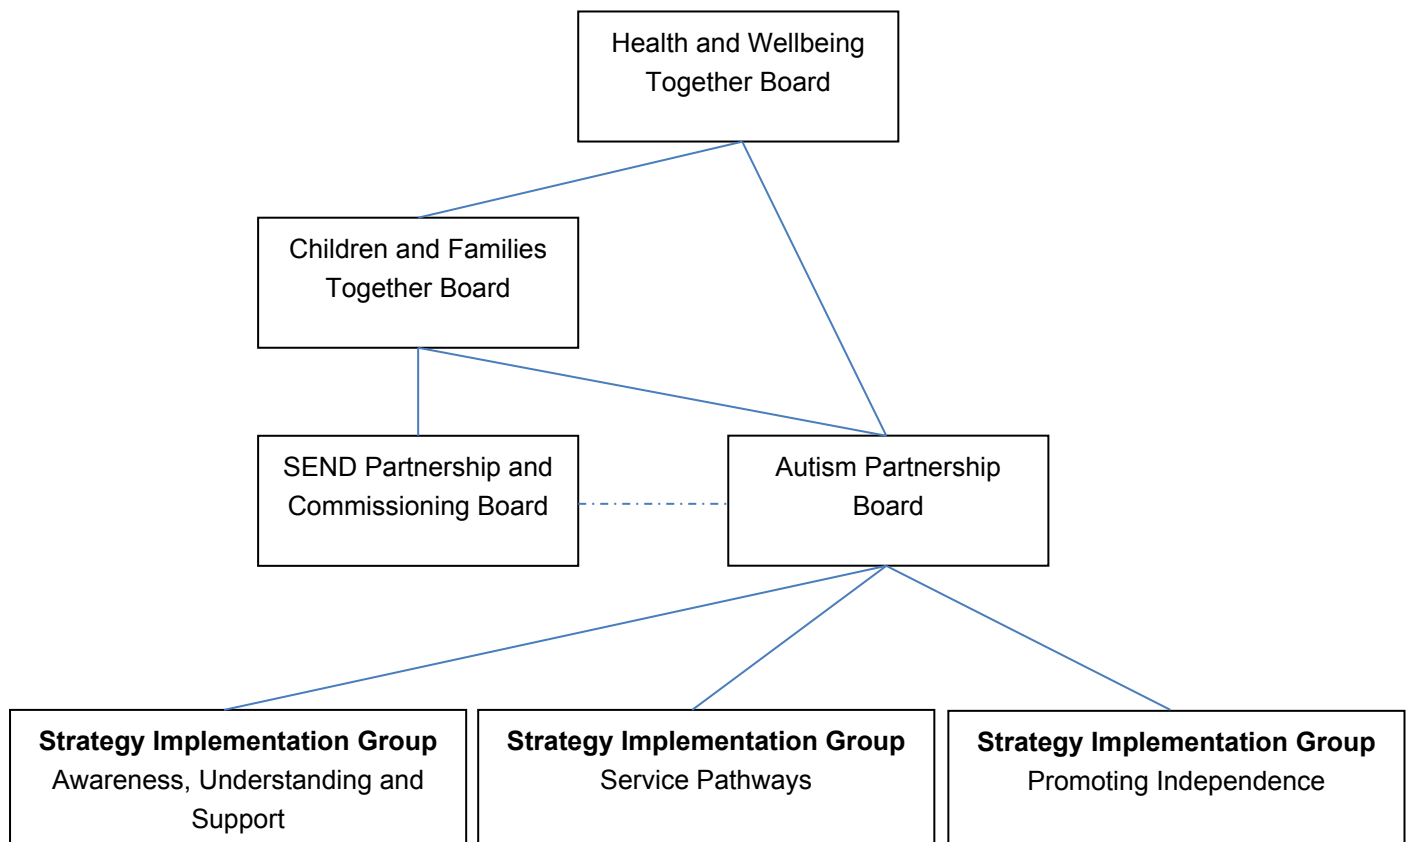 Health and Wellbeing
Together Board
Children and Families
Together Board
SEND Partnership and
Commissioning Board
Autism Partnership
Board
Strategy Implementation Group
Awareness, Understanding and
Support
Strategy Implementation Group
Service Pathways
Strategy Implementation Group
Promoting Independence